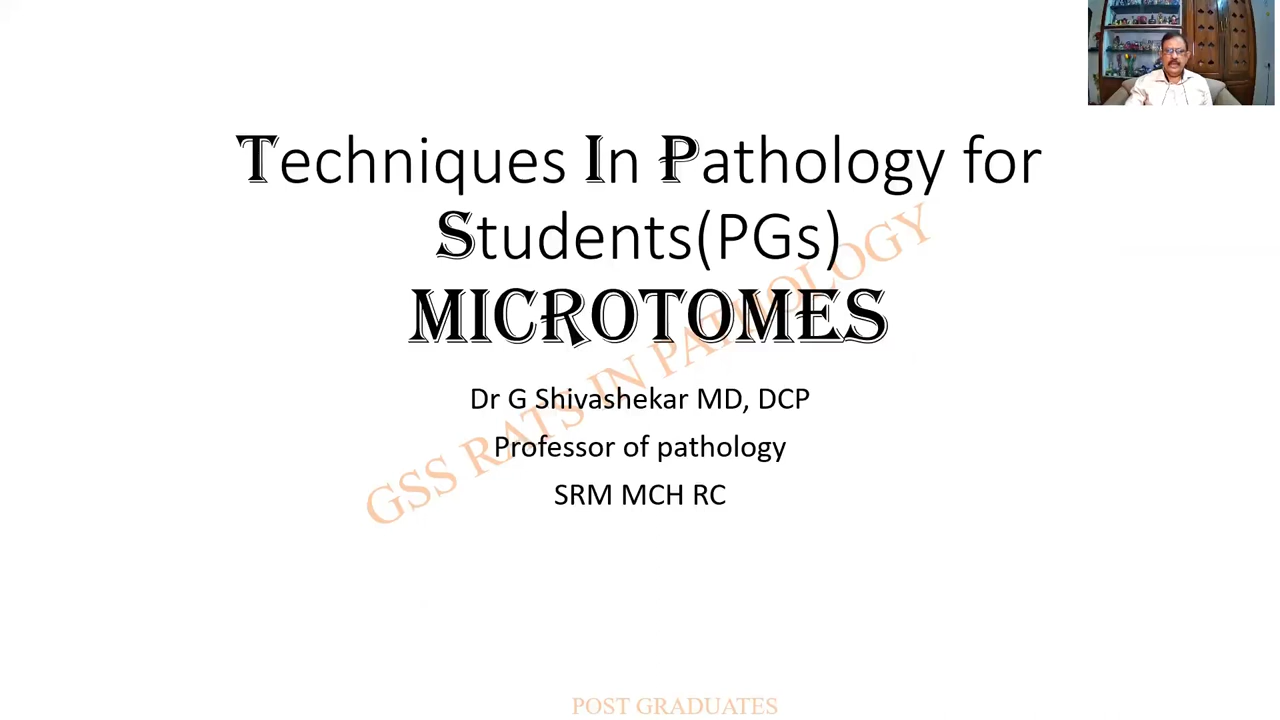 Techniques In Pathology for
Students(PGs)
MICROTOMES
Dr G Shivashekar MD, DCP
Professor of pathology
SRM MCH RC
GSS RATS IN PATHOLOGY
POST GRADUATES